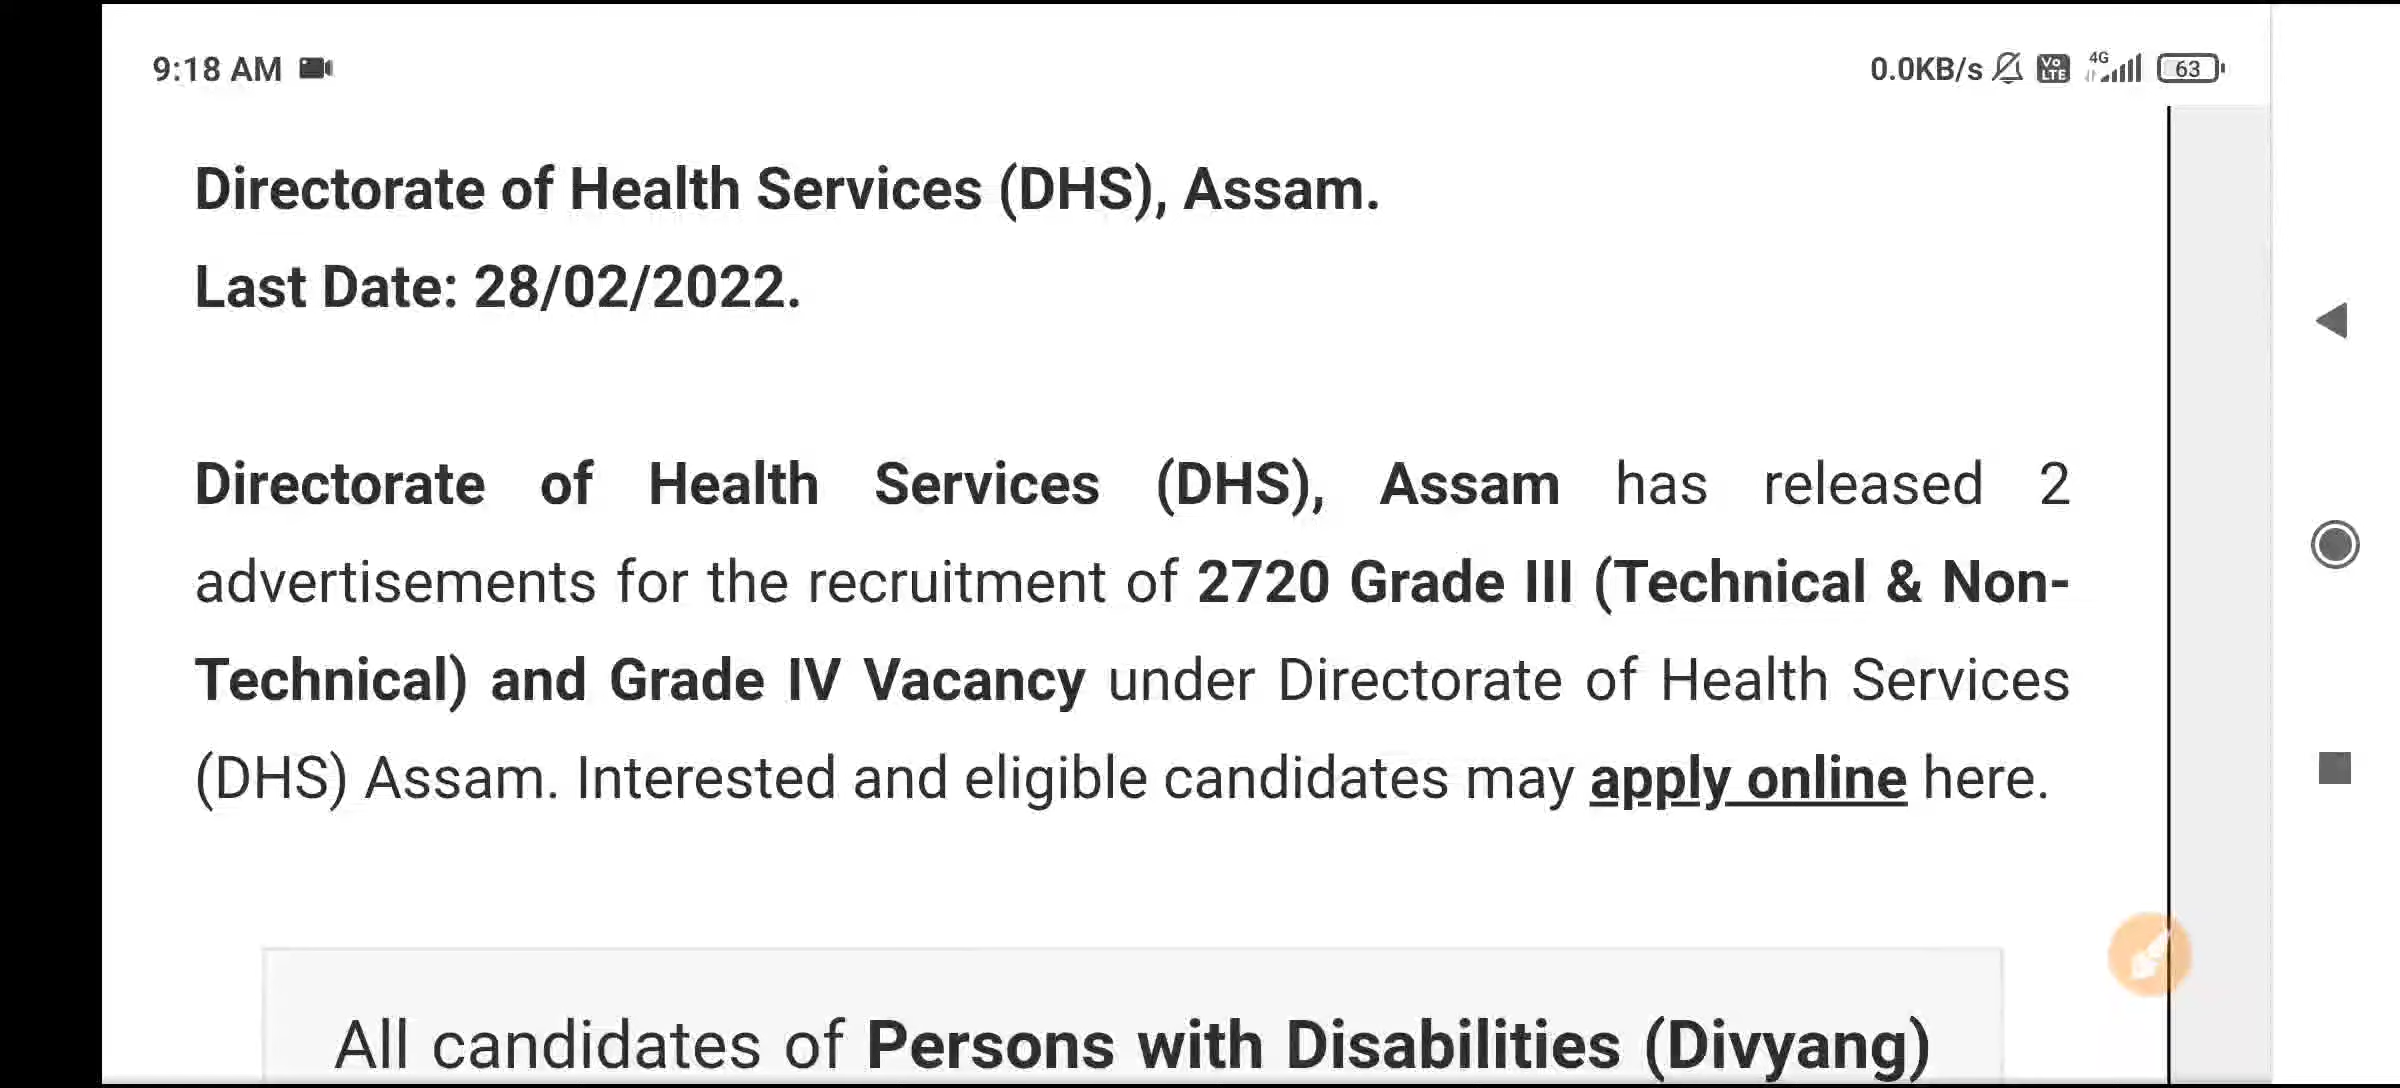 9:18 AM
0.0KB/s Vo LTE 4G 63
Directorate of Health Services (DHS), Assam.
Last Date: 28/02/2022.
Directorate of Health Services (DHS), Assam has released 2
advertisements for the recruitment of 2720 Grade III (Technical & Non-
Technical) and Grade IV Vacancy under Directorate of Health Services
(DHS) Assam. Interested and eligible candidates may apply online here.
All candidates of Persons with Disabilities (Divyang)